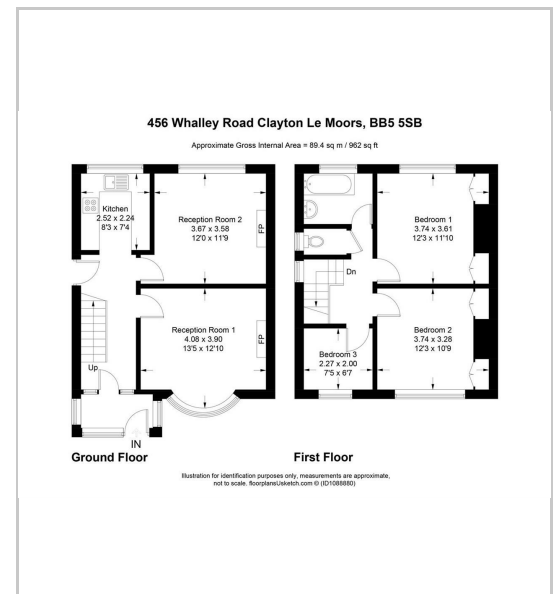 456 Whalley Road Clayton Le Moors, BB5 5SB
Approximate Gross Internal Area = 89.4 sq m / 962 sq ft
Kitchen
2.52 x 2.24
8'3 x 7'4
Reception Room 2
3.67 x 3.58
12'0 x 11'9
FP
Reception Room 1
4.08 x 3.90
13'5 x 12'10
FP
Up
IN
Ground Floor
Bedroom 1
3.74 x 3.61
12'3 x 11'10
Dn
Bedroom 2
3.74 x 3.28
12'3 x 10'9
Bedroom 3
2.27 x 2.00
7'5 x 6'7
First Floor
Illustration for identification purposes only, measurements are approximate,
not to scale. floorplansUsketch.com © (ID1088880)